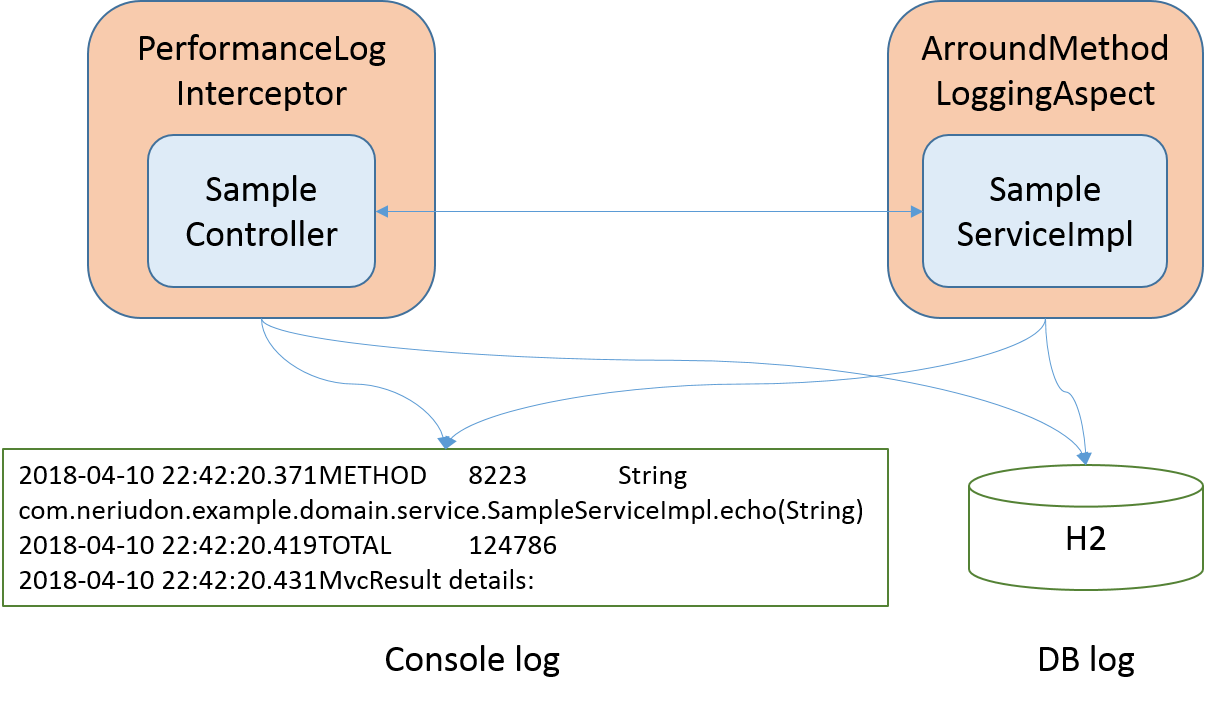 PerformanceLog
Interceptor
Sample
Controller
ArroundMethod
LoggingAspect
Sample
ServiceImpl
2018-04-10 22:42:20.371METHOD 8223 String
com.neriudon.example.domain.service.SampleServiceImpl.echo(String)
2018-04-10 22:42:20.419TOTAL 124786
2018-04-10 22:42:20.431MvcResult details:
H2
Console log
DB log